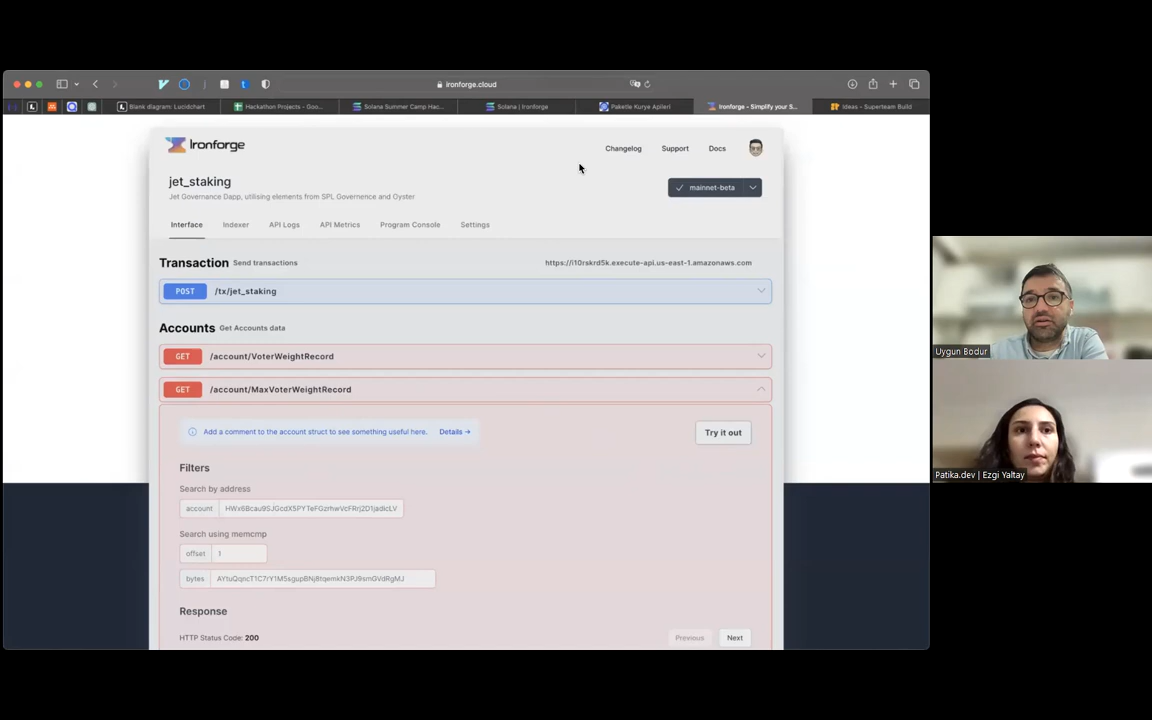 ironforge.cloud
Blank diagram: Lucidchart
Hackathon Projects - Goo...
Solana Summer Camp Hac...
Solana | Ironforge
Paketle Kurye Apileri
Ironforge - Simplify your S...
Ideas - Superteam Build
Ironforge
Changelog
Support
Docs
jet_staking
mainnet-beta
Jet Governance Dapp, utilising elements from SPL Governence and Oyster
Interface
Indexer
API Logs
API Metrics
Program Console
Settings
Transaction Send transactions
https://i10rskrd5k.execute-api.us-east-1.amazonaws.com
POST /tx/jet_staking
Accounts Get Accounts data
GET /account/VoterWeightRecord
GET /account/MaxVoterWeightRecord
Add a comment to the account struct to see something useful here. Details →
Try it out
Filters
Search by address
account
Search using memcmp
offset 1
bytes
Response
HTTP Status Code: 200
Previous
Next
Uygun Bodur
Patika.dev | Ezgi Yaltay